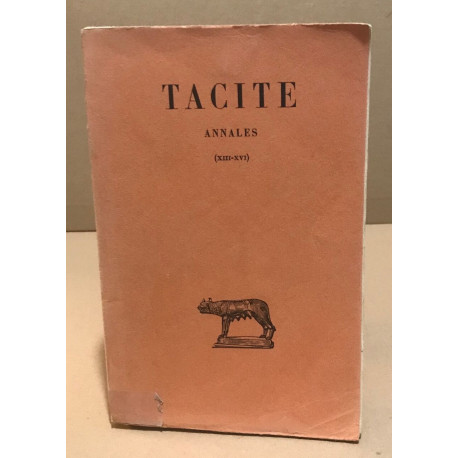 TACITE
ANNALES
(XIII-XVI)